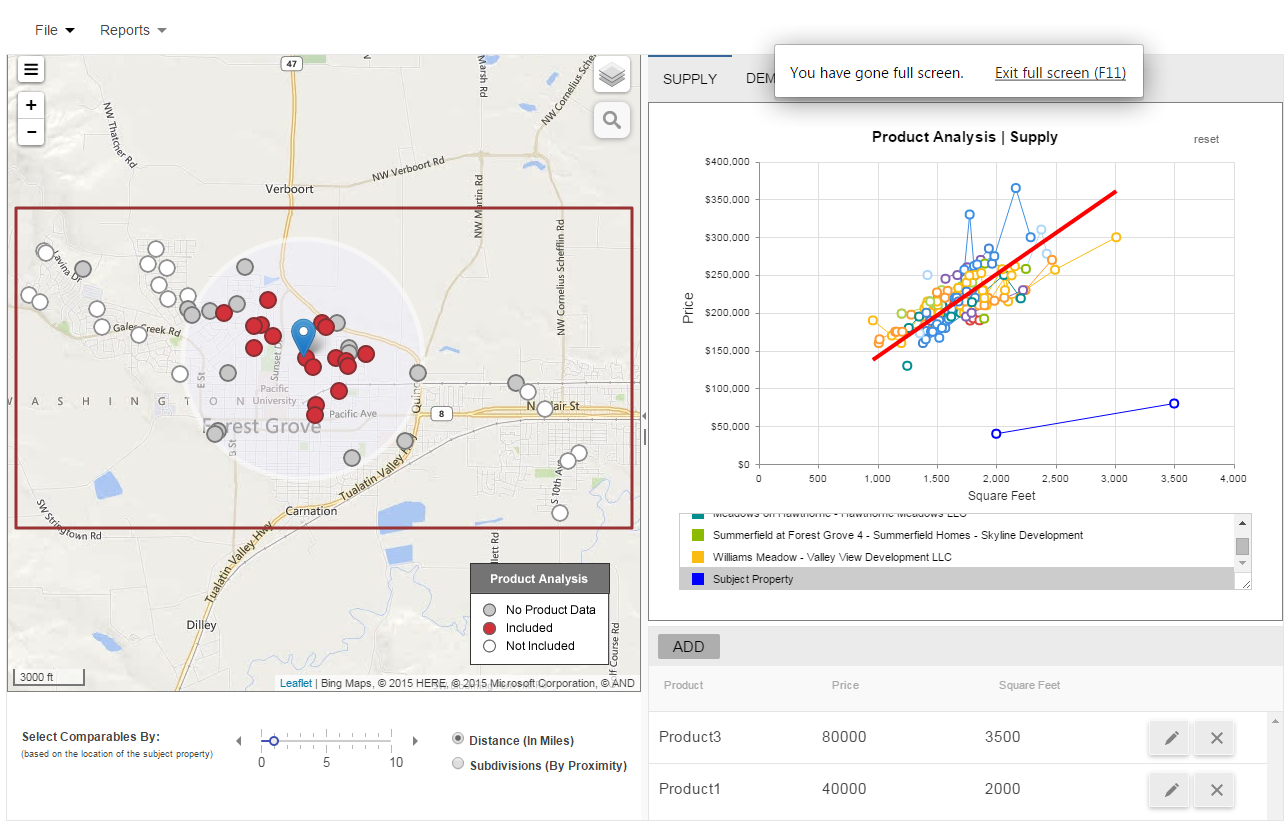 File
Reports
You have gone full screen. Exit full screen (F11)
SUPPLY
DEM
+
−
47
Marsh Rd
NW Cornelius Sche
NW Thatcher Rd
NW Cornelius Schefflin Rd
NW Verboort Rd
Verboort
NW Martin Rd
Lavina Dr
Gales Creek Rd
Sunset D
E St
Pacific
University
Quinc
WASHINGTON
Pacific Ave
8
N Adair St
Forest Grove
B St
Tualatin Valley Hwy
S 10th Ave
Carnation
SW Stringtown Rd
Tualatin Valley Hwy
Dilley
lf Course Rd
Product Analysis
No Product Data
Included
Not Included
3000 ft
Leaflet | Bing Maps, © 2015 HERE, © 2015 Microsoft Corporation, © AND
Select Comparables By:
(based on the location of the subject property)
0 5 10
Distance (In Miles)
Subdivisions (By Proximity)
Product Analysis | Supply
reset
$400,000
$350,000
$300,000
$250,000
$200,000
$150,000
$100,000
$50,000
$0
Price
0 500 1,000 1,500 2,000 2,500 3,000 3,500 4,000
Square Feet
Meadows on Hawthorne - Hawthorne Meadows LLC
Summerfield at Forest Grove 4 - Summerfield Homes - Skyline Development
Williams Meadow - Valley View Development LLC
Subject Property
ADD
Product Price Square Feet
Product3 80000 3500
Product1 40000 2000